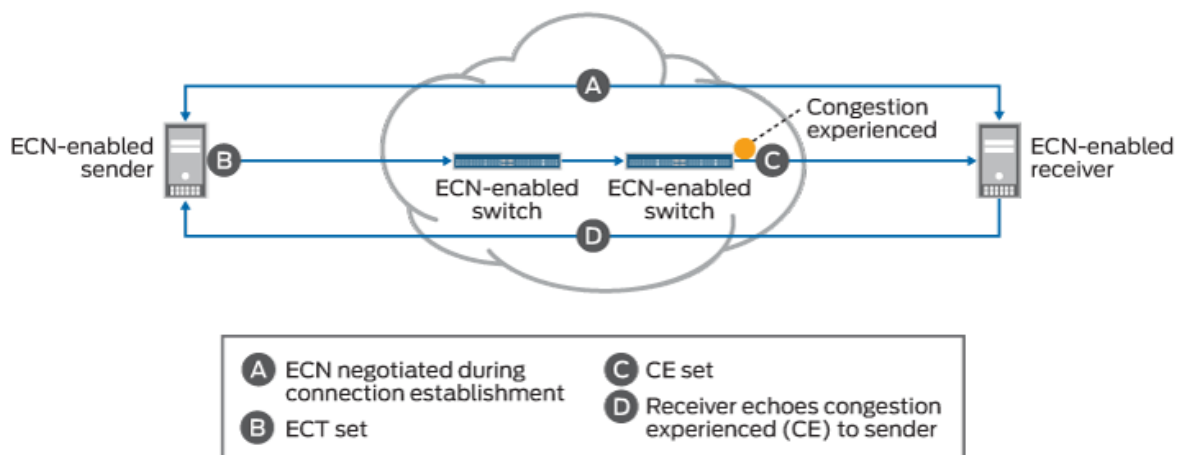 A
Congestion
experienced
ECN-enabled
sender
B
C
ECN-enabled
receiver
ECN-enabled
switch
ECN-enabled
switch
D
A ECN negotiated during
connection establishment
B ECT set
C CE set
D Receiver echoes congestion
experienced (CE) to sender